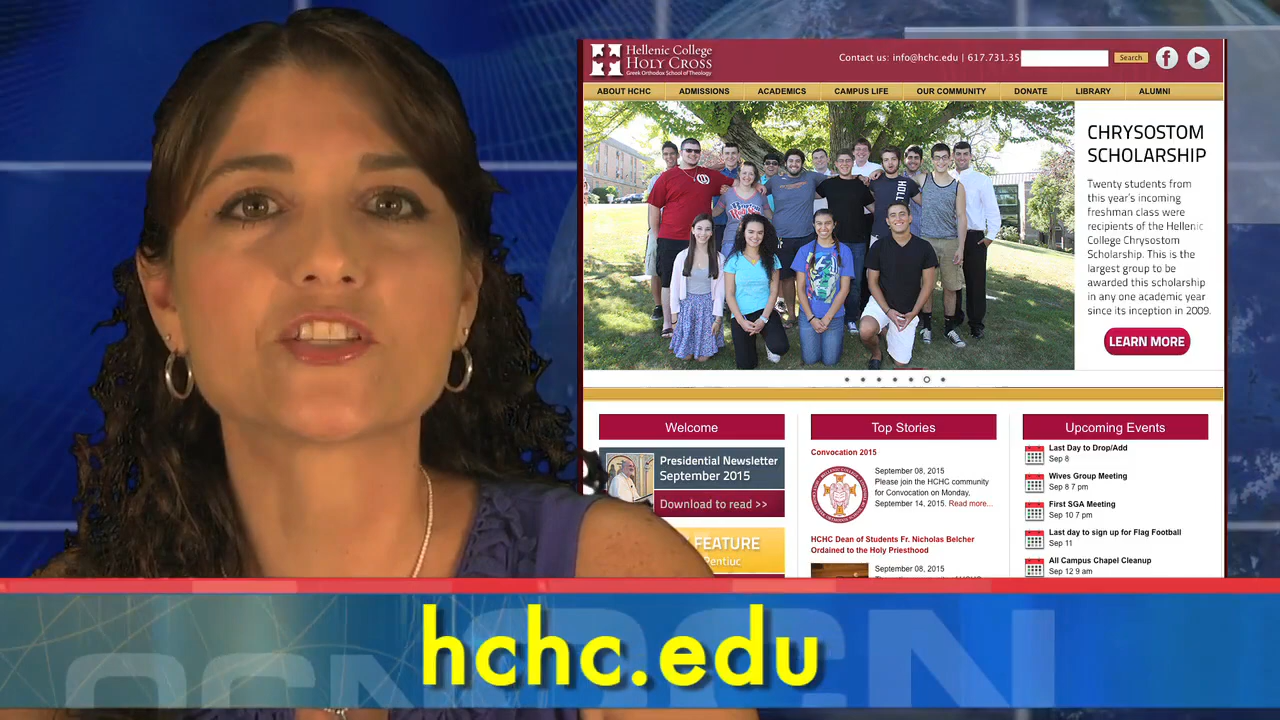 Hellenic College
HOLY CROSS
Greek Orthodox School of Theology
Contact us: info@hchc.edu | 617.731.35
Search
ABOUT HCHC
ADMISSIONS
ACADEMICS
CAMPUS LIFE
OUR COMMUNITY
DONATE
LIBRARY
ALUMNI
CHRYSOSTOM
SCHOLARSHIP
Twenty students from
this year's incoming
freshman class were
recipients of the Hellenic
College Chrysostom
Scholarship. This is the
largest group to be
awarded this scholarship
in any one academic year
since its inception in 2009.
LEARN MORE
Welcome
Presidential Newsletter
September 2015
Download to read >>
FEATURE
Pentiuc
Top Stories
Convocation 2015
September 08, 2015
Please join the HCHC community
for Convocation on Monday,
September 14, 2015. Read more...
HCHC Dean of Students Fr. Nicholas Belcher
Ordained to the Holy Priesthood
September 08, 2015
Upcoming Events
Last Day to Drop/Add
Sep 8
Wives Group Meeting
Sep 8 7 pm
First SGA Meeting
Sep 10 7 pm
Last day to sign up for Flag Football
Sep 11
All Campus Chapel Cleanup
Sep 12 9 am
hchc.edu